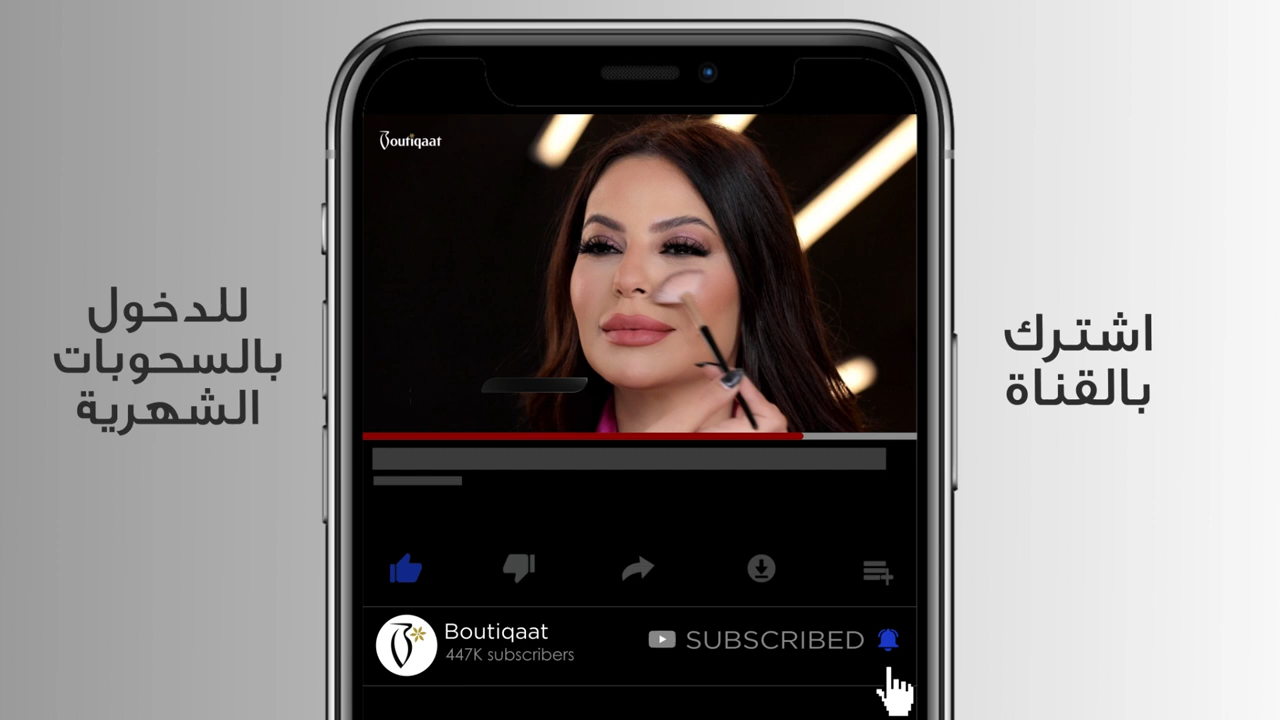 اشترك
بالقناة
للدخول
بالسحوبات
الشهرية
Boutiqaat
Boutiqaat
447K subscribers
SUBSCRIBED